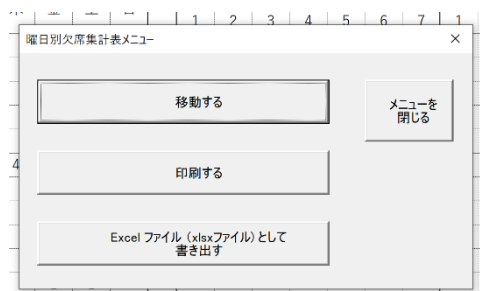 1 2 3 4 5 6 7 1
曜日別欠席集計表メニュー
移動する
メニューを
閉じる
印刷する
Excel ファイル（xlsxファイル）として
書き出す
4